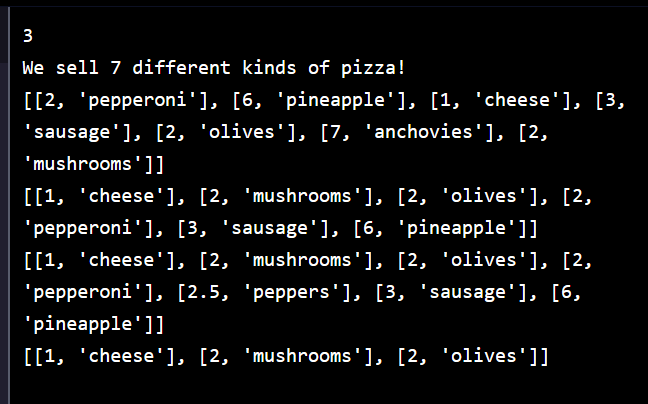 3
We sell 7 different kinds of pizza!
[[2, 'pepperoni'], [6, 'pineapple'], [1, 'cheese'], [3,
'sausage'], [2, 'olives'], [7, 'anchovies'], [2,
'mushrooms']]
[[1, 'cheese'], [2, 'mushrooms'], [2, 'olives'], [2,
'pepperoni'], [3, 'sausage'], [6, 'pineapple']]
[[1, 'cheese'], [2, 'mushrooms'], [2, 'olives'], [2,
'pepperoni'], [2.5, 'peppers'], [3, 'sausage'], [6,
'pineapple']]
[[1, 'cheese'], [2, 'mushrooms'], [2, 'olives']]